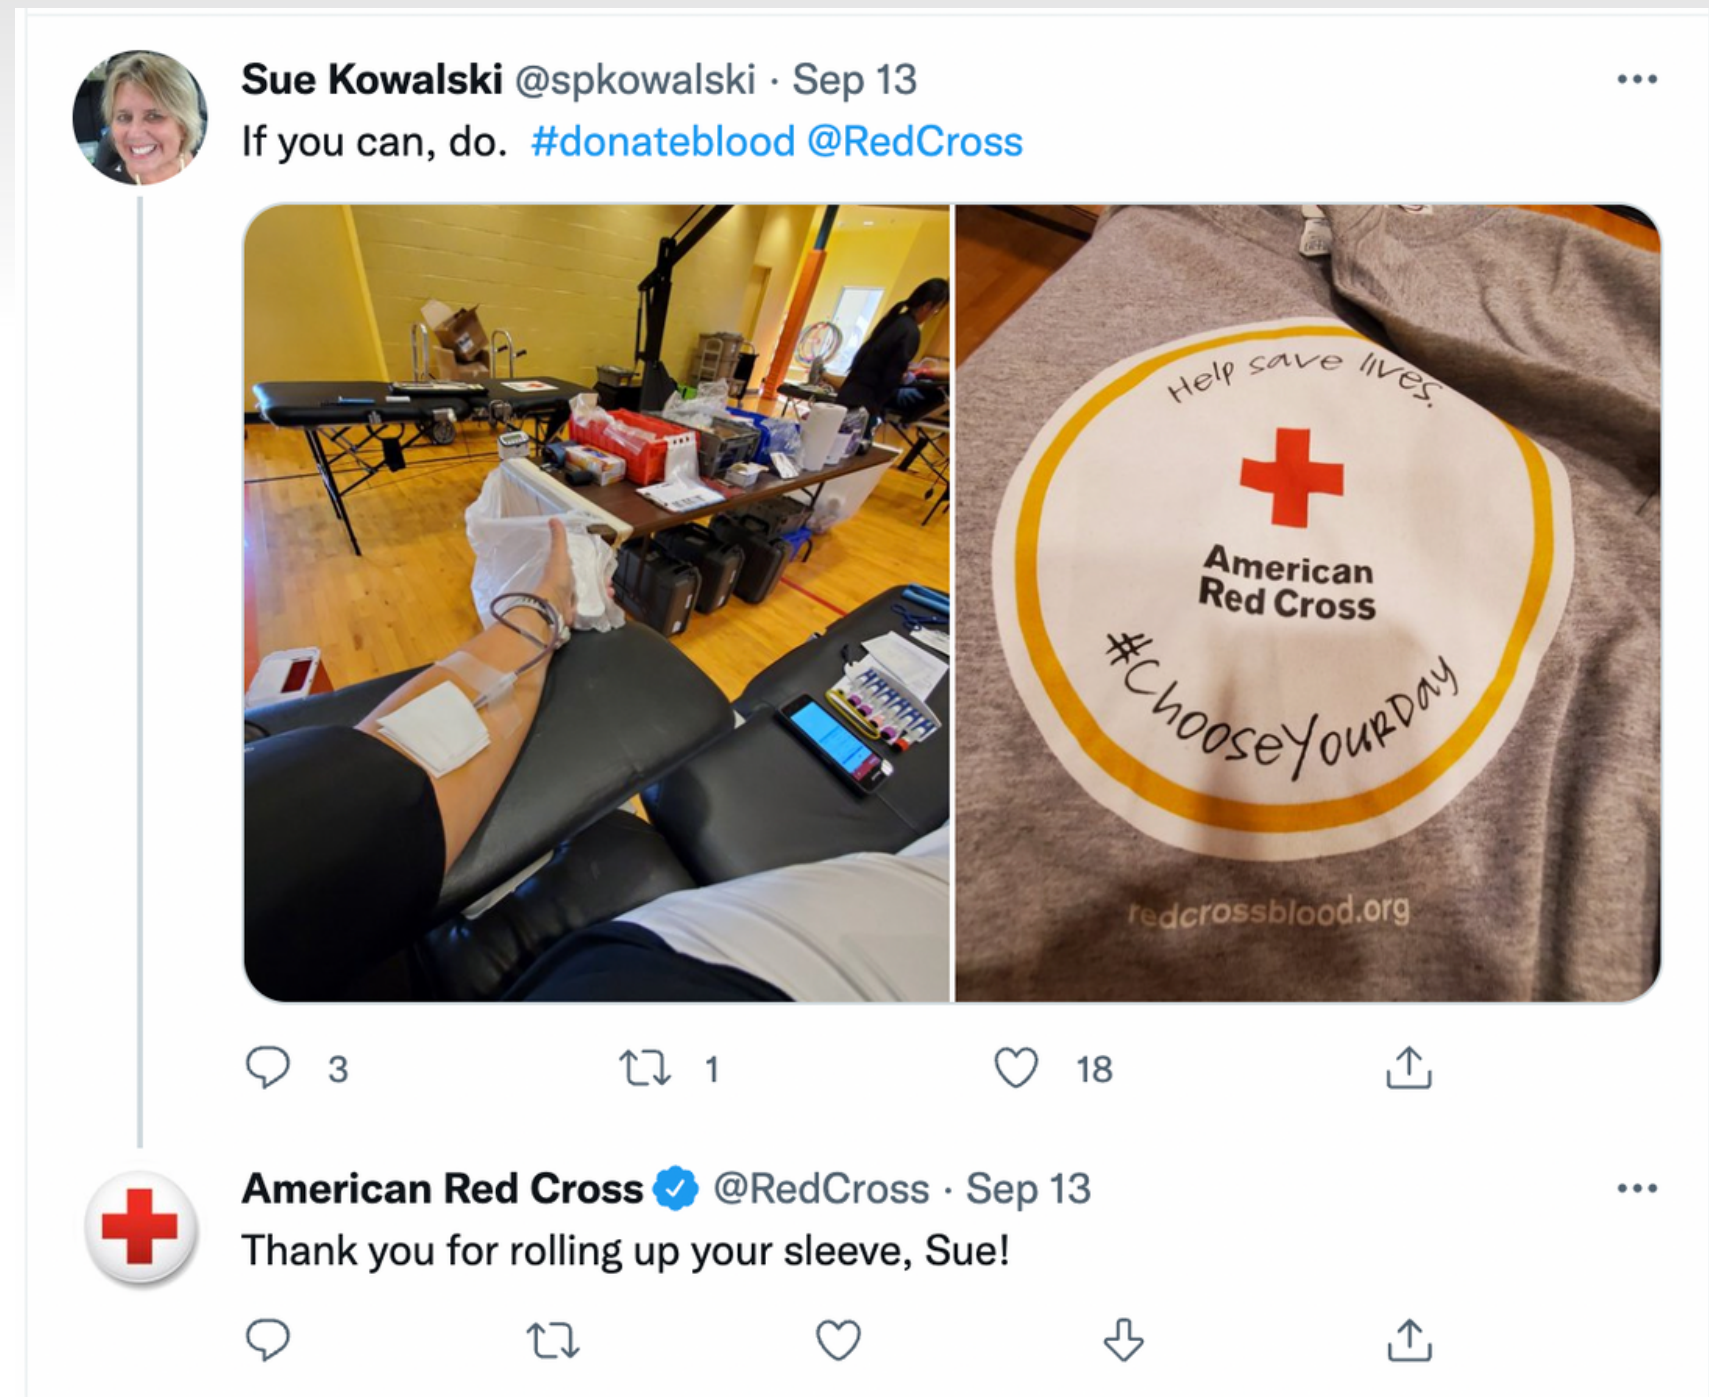 Sue Kowalski @spkowalski · Sep 13
If you can, do. #donateblood @RedCross
Help save lives.
American
Red Cross
#ChooseYourDay
redcrossblood.org
3
1
18
American Red Cross @RedCross · Sep 13
Thank you for rolling up your sleeve, Sue!